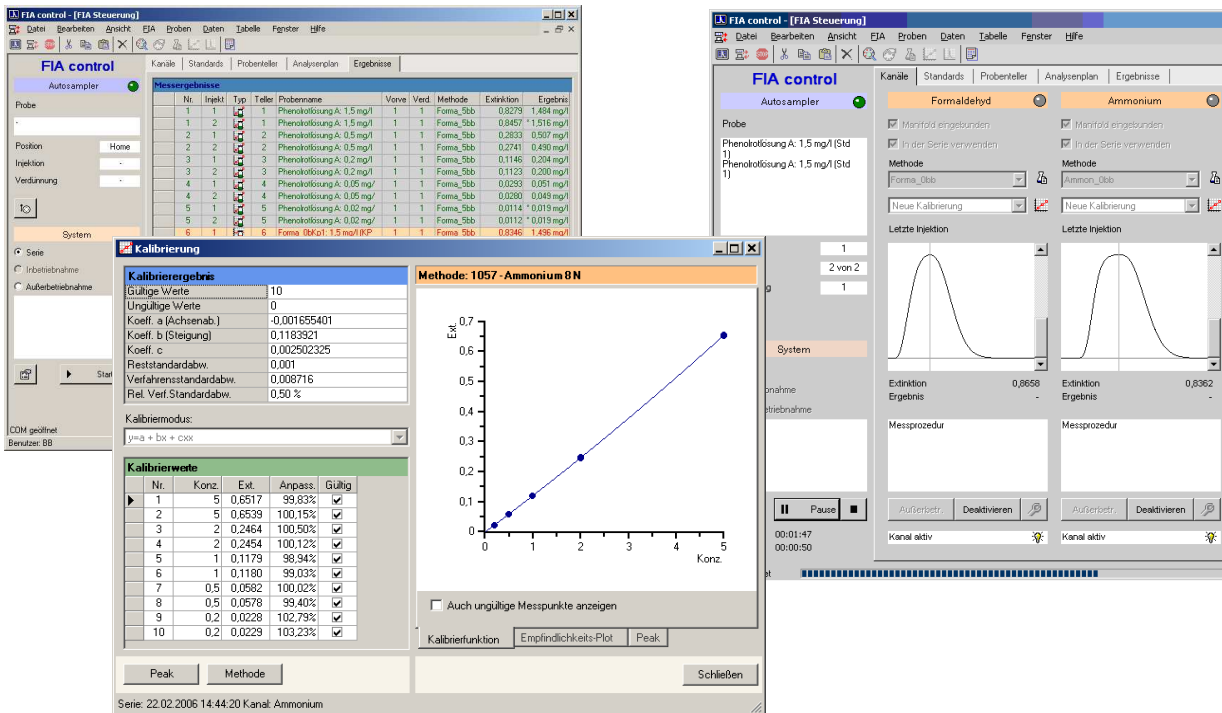 FIA control - [FIA Steuerung]
Datei Bearbeiten Ansicht FIA Proben Daten Tabelle Fenster Hilfe
FIA control
Autosampler
Probe
-
Position Home
Injektion -
Verdünnung -
System
Serie
Inbetriebnahme
Außerbetriebnahme
Start
COM geöffnet
Benutzer: BB
Kanäle Standards Probenteller Analysenplan Ergebnisse
Messergebnisse
Nr. Injekt Typ Teller Probenname Vorve Verd. Methode Extinktion Ergebnis
1 1 1 Phenolrotlösung A: 1,5 mg/l 1 1 Forma_5bb 0,8279 1,484 mg/l
1 2 1 Phenolrotlösung A: 1,5 mg/l 1 1 Forma_5bb 0,8457 * 1,516 mg/l
2 1 2 Phenolrotlösung A: 0,5 mg/l 1 1 Forma_5bb 0,2833 0,507 mg/l
2 2 2 Phenolrotlösung A: 0,5 mg/l 1 1 Forma_5bb 0,2741 0,490 mg/l
3 1 3 Phenolrotlösung A: 0,2 mg/l 1 1 Forma_5bb 0,1146 0,204 mg/l
3 2 3 Phenolrotlösung A: 0,2 mg/l 1 1 Forma_5bb 0,1123 0,200 mg/l
4 1 4 Phenolrotlösung A: 0,05 mg/ 1 1 Forma_5bb 0,0293 0,051 mg/l
4 2 4 Phenolrotlösung A: 0,05 mg/ 1 1 Forma_5bb 0,0280 0,049 mg/l
5 1 5 Phenolrotlösung A: 0,02 mg/ 1 1 Forma_5bb 0,0114 * 0,019 mg/l
5 2 5 Phenolrotlösung A: 0,02 mg/ 1 1 Forma_5bb 0,0112 * 0,019 mg/l
6 1 6 Forma_0bKp1: 1,5 mg/l (KP 1 1 Forma_5bb 0,8346 1,496 mg/l
Kalibrierung
Kalibrierergebnis
Gültige Werte 10
Ungültige Werte 0
Koeff. a (Achsenab.) -0,001655401
Koeff. b (Steigung) 0,1183921
Koeff. c 0,002502325
Reststandardabw. 0,001
Verfahrensstandardabw. 0,008716
Rel. Verf.Standardabw. 0,50 %
Kalibriermodus:
y=a + bx + cxx
Kalibrierwerte
Nr. Konz. Ext. Anpass. Gültig
1 5 0,6517 99,83%
2 5 0,6539 100,15%
3 2 0,2464 100,50%
4 2 0,2454 100,12%
5 1 0,1179 98,94%
6 1 0,1180 99,03%
7 0,5 0,0582 100,02%
8 0,5 0,0578 99,40%
9 0,2 0,0228 102,79%
10 0,2 0,0229 103,23%
Peak Methode
Serie: 22.02.2006 14:44:20 Kanal: Ammonium
Methode: 1057 - Ammonium 8 N
Ext.
0,7
0,6
0,5
0,4
0,3
0,2
0,1
0
0 1 2 3 4 5
Konz.
Auch ungültige Messpunkte anzeigen
Kalibrierfunktion Empfindlichkeits-Plot Peak
Schließen
FIA control - [FIA Steuerung]
Datei Bearbeiten Ansicht FIA Proben Daten Tabelle Fenster Hilfe
FIA control
Autosampler
Probe
Phenolrotlösung A: 1,5 mg/l (Std
1)
Phenolrotlösung A: 1,5 mg/l (Std
1)
1
2 von 2
g 1
System
bnahme
etriebnahme
Pause
00:01:47
00:00:50
et
Kanäle Standards Probenteller Analysenplan Ergebnisse
Formaldehyd
Manifold eingebunden
In der Serie verwenden
Methode
Forma_0bb
Neue Kalibrierung
Letzte Injektion
Extinktion 0,8658
Ergebnis -
Messprozedur
Außerbetr. Deaktivieren
Kanal aktiv
Ammonium
Manifold eingebunden
In der Serie verwenden
Methode
Ammon_0bb
Neue Kalibrierung
Letzte Injektion
Extinktion 0,8362
Ergebnis -
Messprozedur
Außerbetr. Deaktivieren
Kanal aktiv